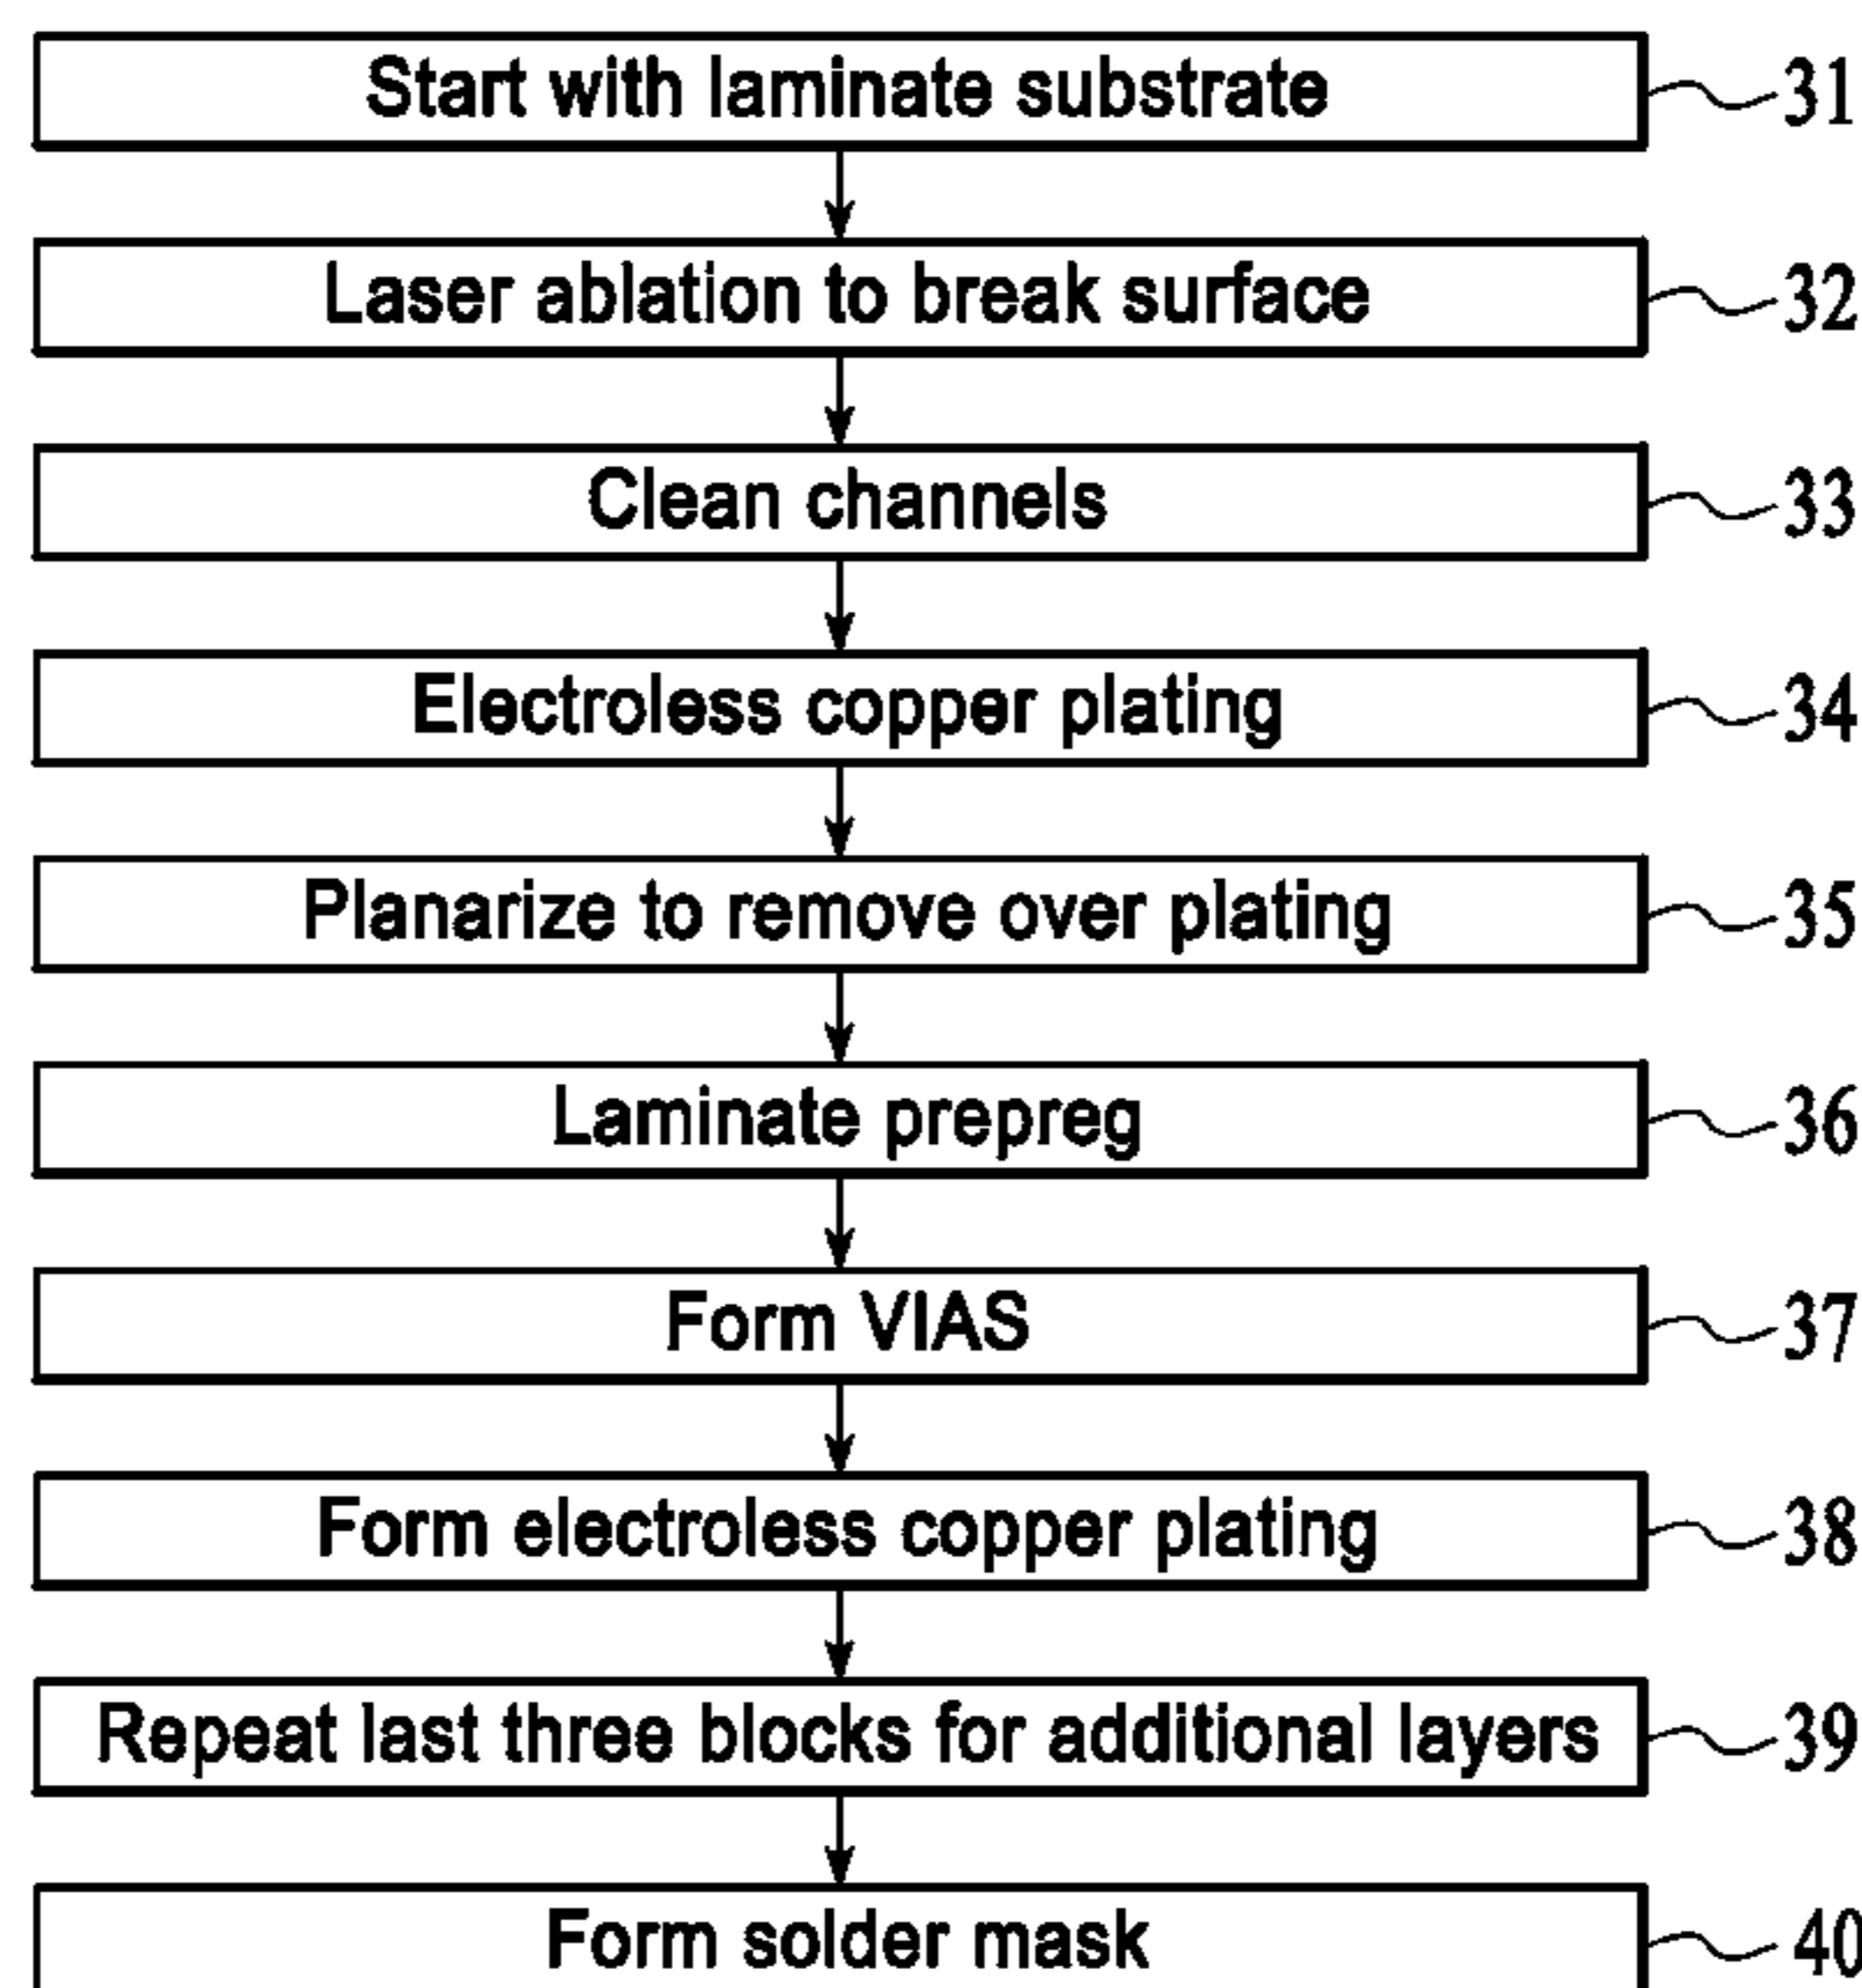 Start with laminate substrate 31
Laser ablation to break surface 32
Clean channels 33
Electroless copper plating 34
Planarize to remove over plating 35
Laminate prepreg 36
Form VIAS 37
Form electroless copper plating 38
Repeat last three blocks for additional layers 39
Form solder mask 40